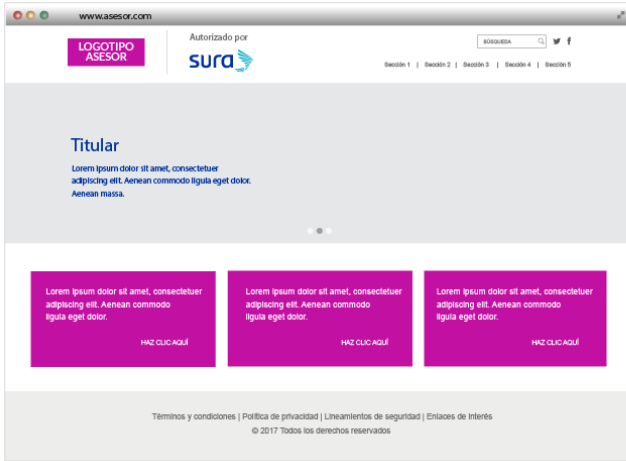 www.asesor.com
LOGOTIPO
ASESOR
Autorizado por
sura
BÚSQUEDA
Sección 1 | Sección 2 | Sección 3 | Sección 4 | Sección 5
Titular
Lorem ipsum dolor sit amet, consectetuer
adipiscing elit. Aenean commodo ligula eget dolor.
Aenean massa.
Lorem ipsum dolor sit amet, consectetuer
adipiscing elit. Aenean commodo
ligula eget dolor.
HAZ CLIC AQUÍ
Lorem ipsum dolor sit amet, consectetuer
adipiscing elit. Aenean commodo
ligula eget dolor.
HAZ CLIC AQUÍ
Lorem ipsum dolor sit amet, consectetuer
adipiscing elit. Aenean commodo
ligula eget dolor.
HAZ CLIC AQUÍ
Términos y condiciones | Política de privacidad | Lineamientos de seguridad | Enlaces de Interés
© 2017 Todos los derechos reservados